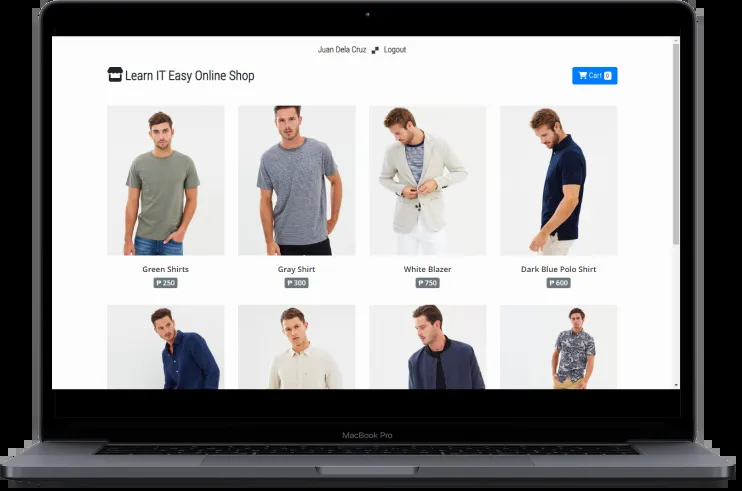 Juan Dela Cruz Logout
Learn IT Easy Online Shop
Cart 0
Green Shirts
Gray Shirt
White Blazer
Dark Blue Polo Shirt
₱ 250
₱ 300
₱ 750
₱ 600
MacBook Pro